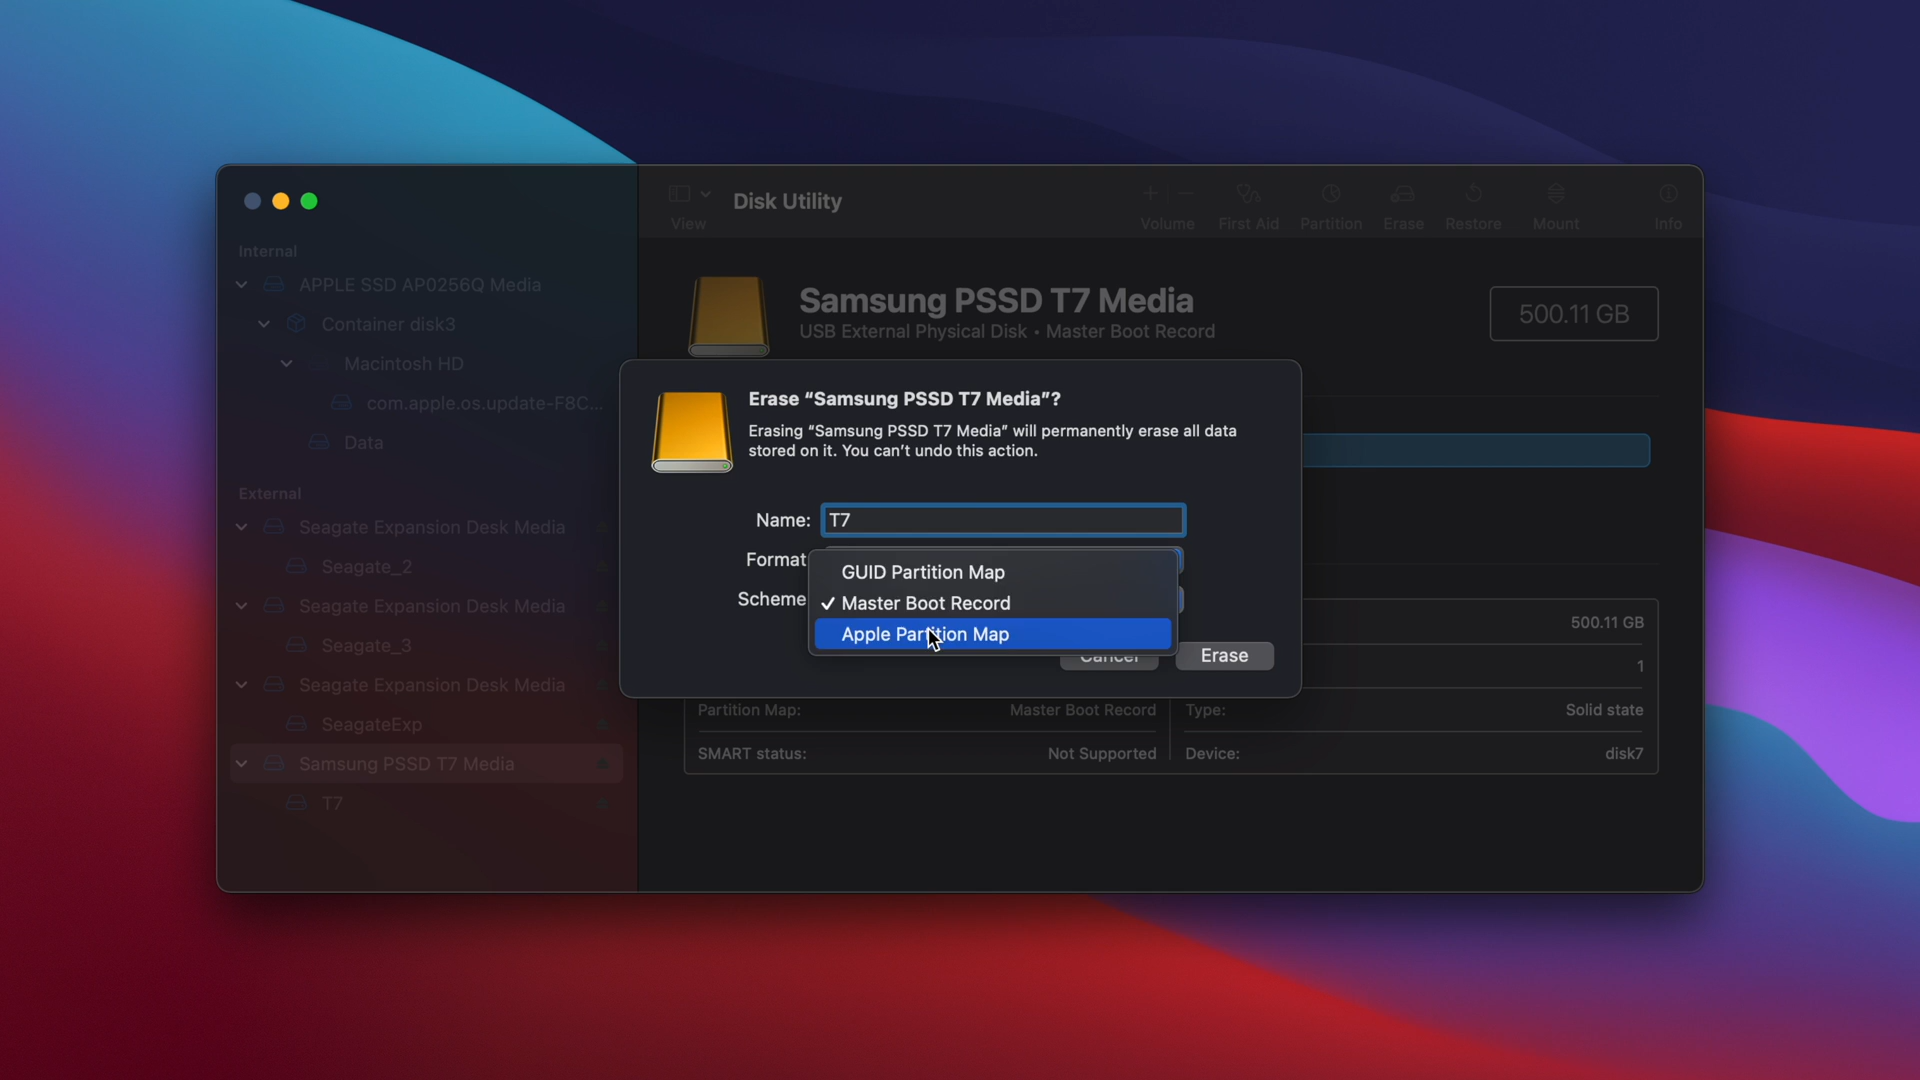 Disk Utility
View
Volume
First Aid
Partition
Erase
Restore
Mount
Info
Internal
APPLE SSD AP0256Q Media
Container disk3
Macintosh HD
com.apple.os.update-F8C...
Data
External
Seagate Expansion Desk Media
Seagate_2
Seagate Expansion Desk Media
Seagate_3
Seagate Expansion Desk Media
SeagateExp
Samsung PSSD T7 Media
T7
Samsung PSSD T7 Media
USB External Physical Disk • Master Boot Record
500.11 GB
Erase “Samsung PSSD T7 Media”?
Erasing “Samsung PSSD T7 Media” will permanently erase all data
stored on it. You can’t undo this action.
Name: T7
Format
Scheme
GUID Partition Map
✓ Master Boot Record
Apple Partition Map
Cancel
Erase
500.11 GB
1
Partition Map: Master Boot Record
Type: Solid state
SMART status: Not Supported
Device: disk7